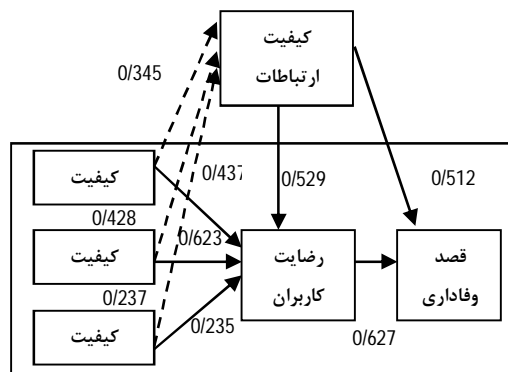 کیفیت
ارتباطات
0/345
کیفیت
0/437
0/529
0/512
0/428
کیفیت
0/623
رضایت
کاربران
قصد
وفاداری
0/237
0/235
کیفیت
0/627